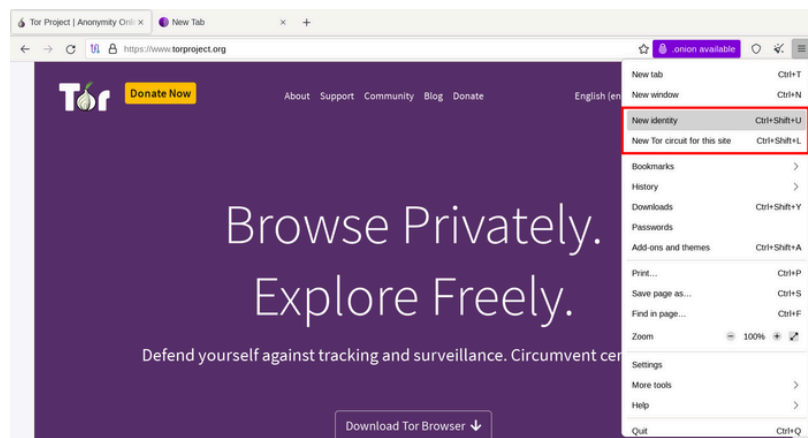 Tor Project | Anonymity Onli
New Tab
https://www.torproject.org
.onion available
Tor
Donate Now
About Support Community Blog Donate
English (en
Browse Privately.
Explore Freely.
Defend yourself against tracking and surveillance. Circumvent cen
Download Tor Browser
New tab Ctrl+T
New window Ctrl+N
New identity Ctrl+Shift+U
New Tor circuit for this site Ctrl+Shift+L
Bookmarks
History
Downloads Ctrl+Shift+Y
Passwords
Add-ons and themes Ctrl+Shift+A
Print… Ctrl+P
Save page as… Ctrl+S
Find in page… Ctrl+F
Zoom 100%
Settings
More tools
Help
Quit Ctrl+Q